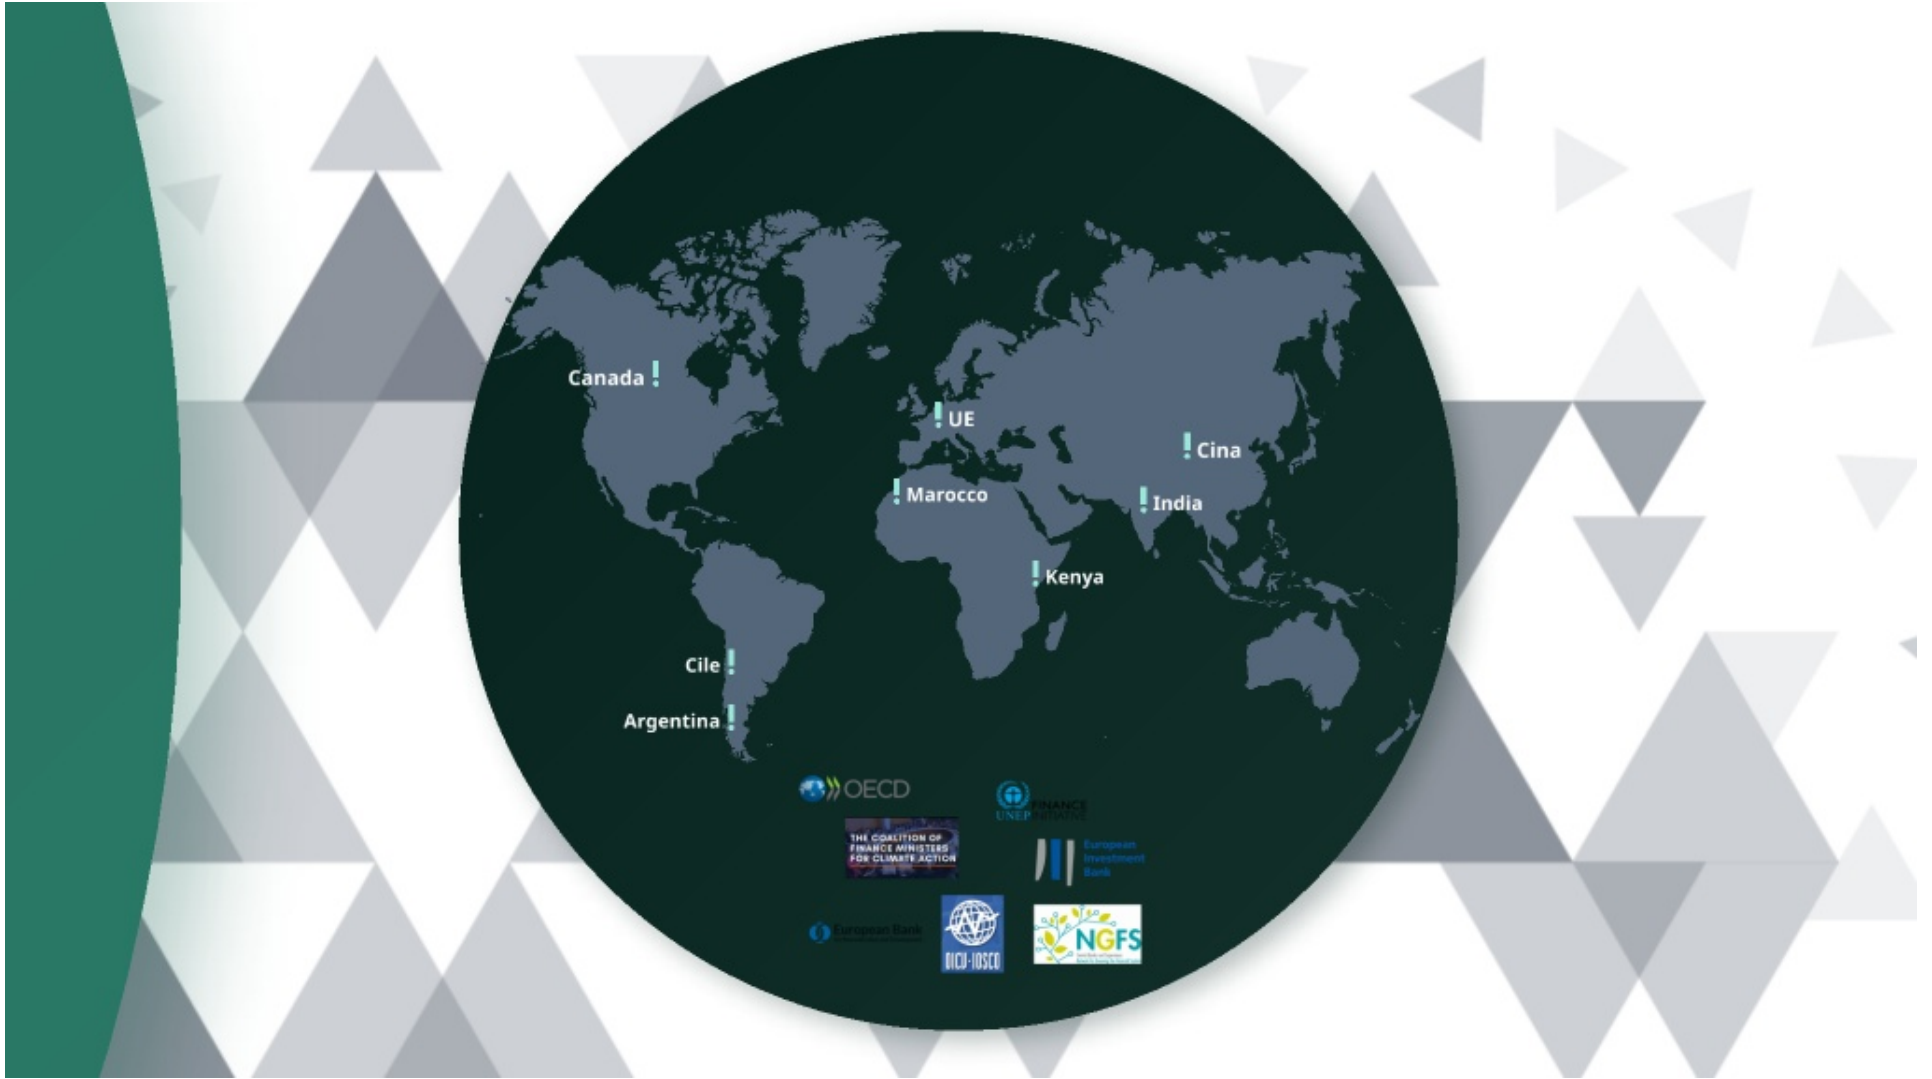 Canada
UE
Cina
Marocco
India
Kenya
Cile
Argentina
OECD
UNEP FINANCE
INITIATIVE
THE COALITION OF
FINANCE MINISTERS
FOR CLIMATE ACTION
European
Investment
Bank
European Bank
OICU-IOSCO
NGFS